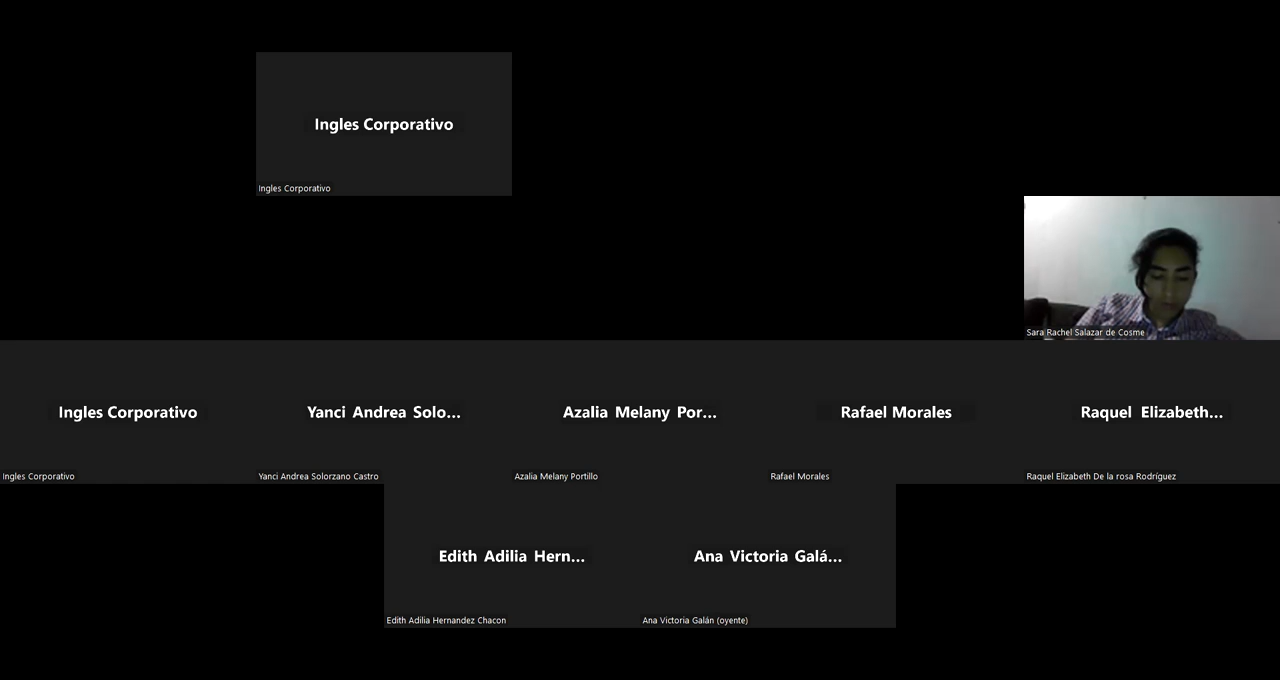 Ingles Corporativo
Ingles Corporativo
Sara Rachel Salazar de Cosme
Ingles Corporativo
Yanci Andrea Solo...
Azalia Melany Por...
Rafael Morales
Raquel Elizabeth...
Ingles Corporativo
Yanci Andrea Solorzano Castro
Azalia Melany Portillo
Rafael Morales
Raquel Elizabeth De la rosa Rodríguez
Edith Adilia Hern...
Ana Victoria Galá...
Edith Adilia Hernandez Chacon
Ana Victoria Galán (oyente)